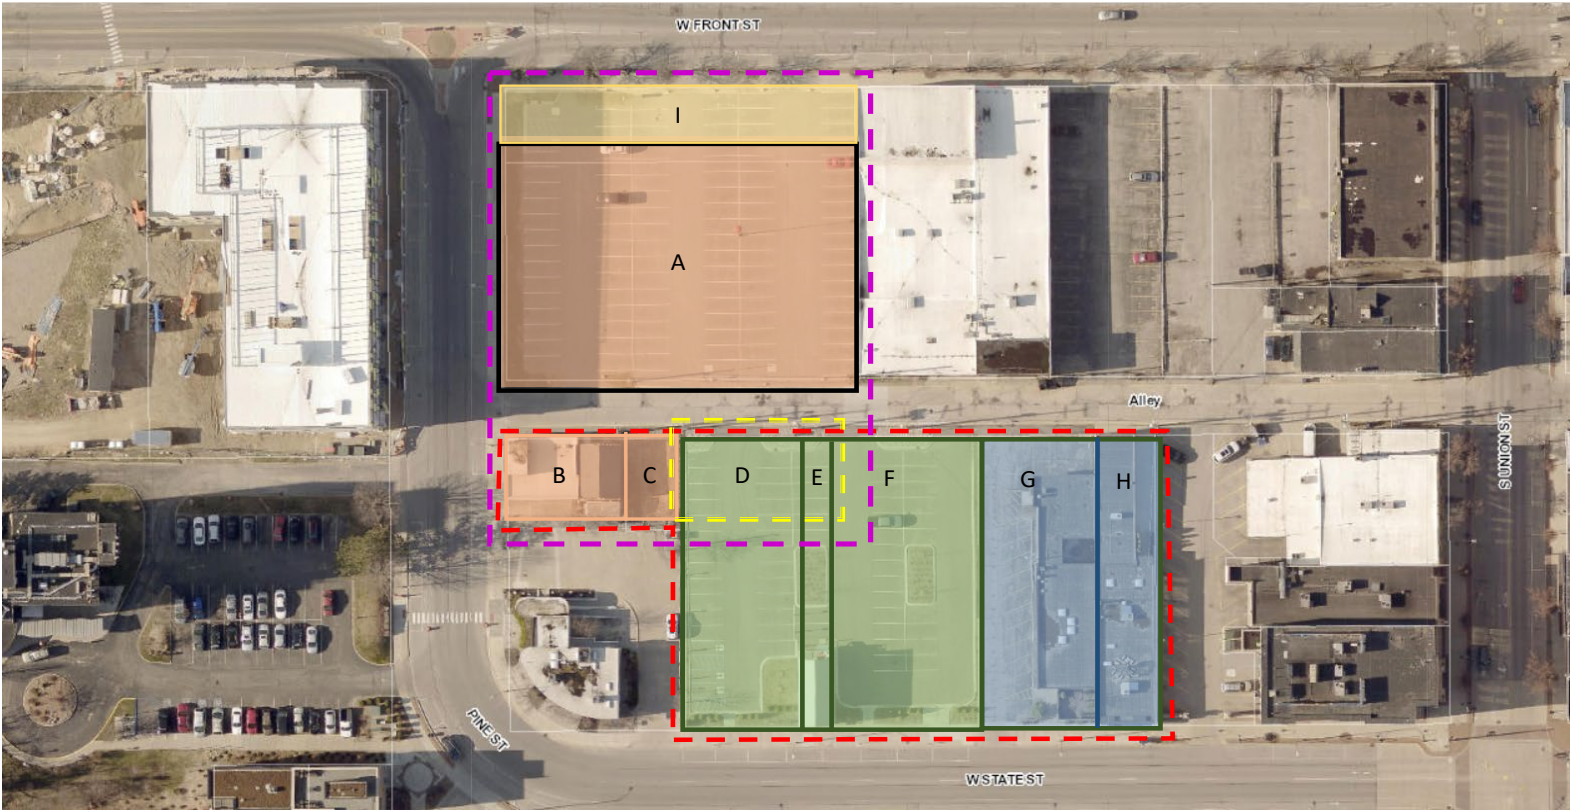 W FRONT ST
I
A
Alley
S UNION ST
B
C
D
E
F
G
H
PINE ST
W STATE ST